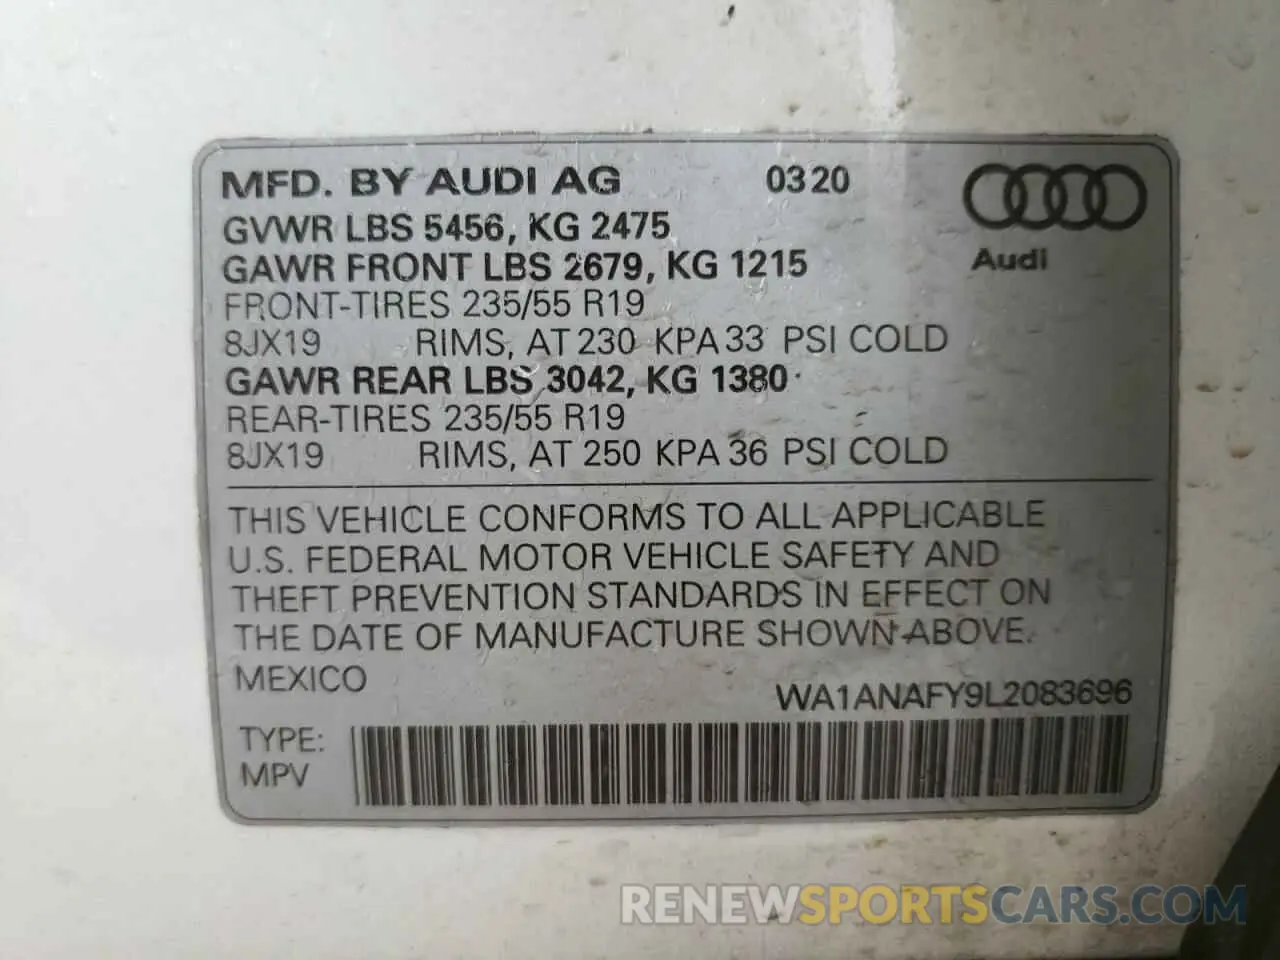 MFD. BY AUDI AG 0320
GVWR LBS 5456, KG 2475
GAWR FRONT LBS 2679, KG 1215
Audi
FRONT-TIRES 235/55 R19
8JX19 RIMS, AT 230 KPA 33 PSI COLD
GAWR REAR LBS 3042, KG 1380
REAR-TIRES 235/55 R19
8JX19 RIMS, AT 250 KPA 36 PSI COLD
THIS VEHICLE CONFORMS TO ALL APPLICABLE
U.S. FEDERAL MOTOR VEHICLE SAFETY AND
THEFT PREVENTION STANDARDS IN EFFECT ON
THE DATE OF MANUFACTURE SHOWN ABOVE.
MEXICO
WA1ANAFY9L2083696
TYPE:
MPV
RENEWSPORTSCARS.COM